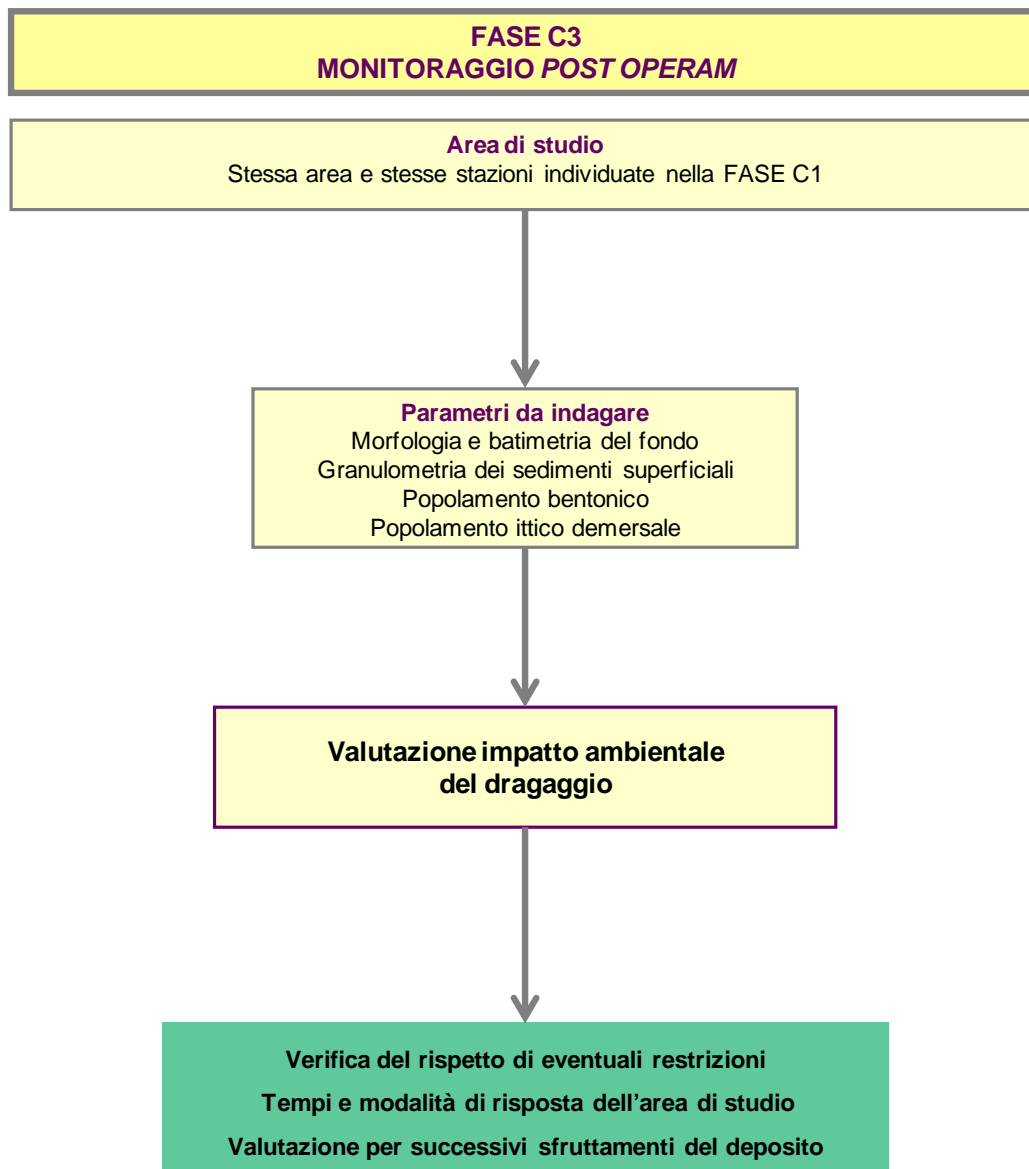 FASE C3
MONITORAGGIO POST OPERAM
Area di studio
Stessa area e stesse stazioni individuate nella FASE C1
Parametri da indagare
Morfologia e batimetria del fondo
Granulometria dei sedimenti superficiali
Popolamento bentonico
Popolamento ittico demersale
Valutazione impatto ambientale
del dragaggio
Verifica del rispetto di eventuali restrizioni
Tempi e modalità di risposta dell'area di studio
Valutazione per successivi sfruttamenti del deposito